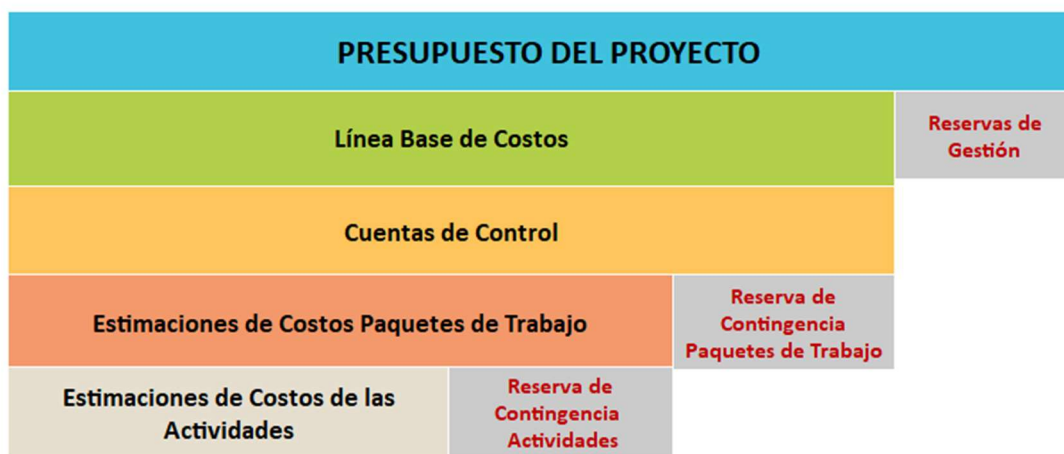 PRESUPUESTO DEL PROYECTO
Línea Base de Costos
Reservas de
Gestión
Cuentas de Control
Estimaciones de Costos Paquetes de Trabajo
Reserva de
Contingencia
Paquetes de Trabajo
Estimaciones de Costos de las
Actividades
Reserva de
Contingencia
Actividades